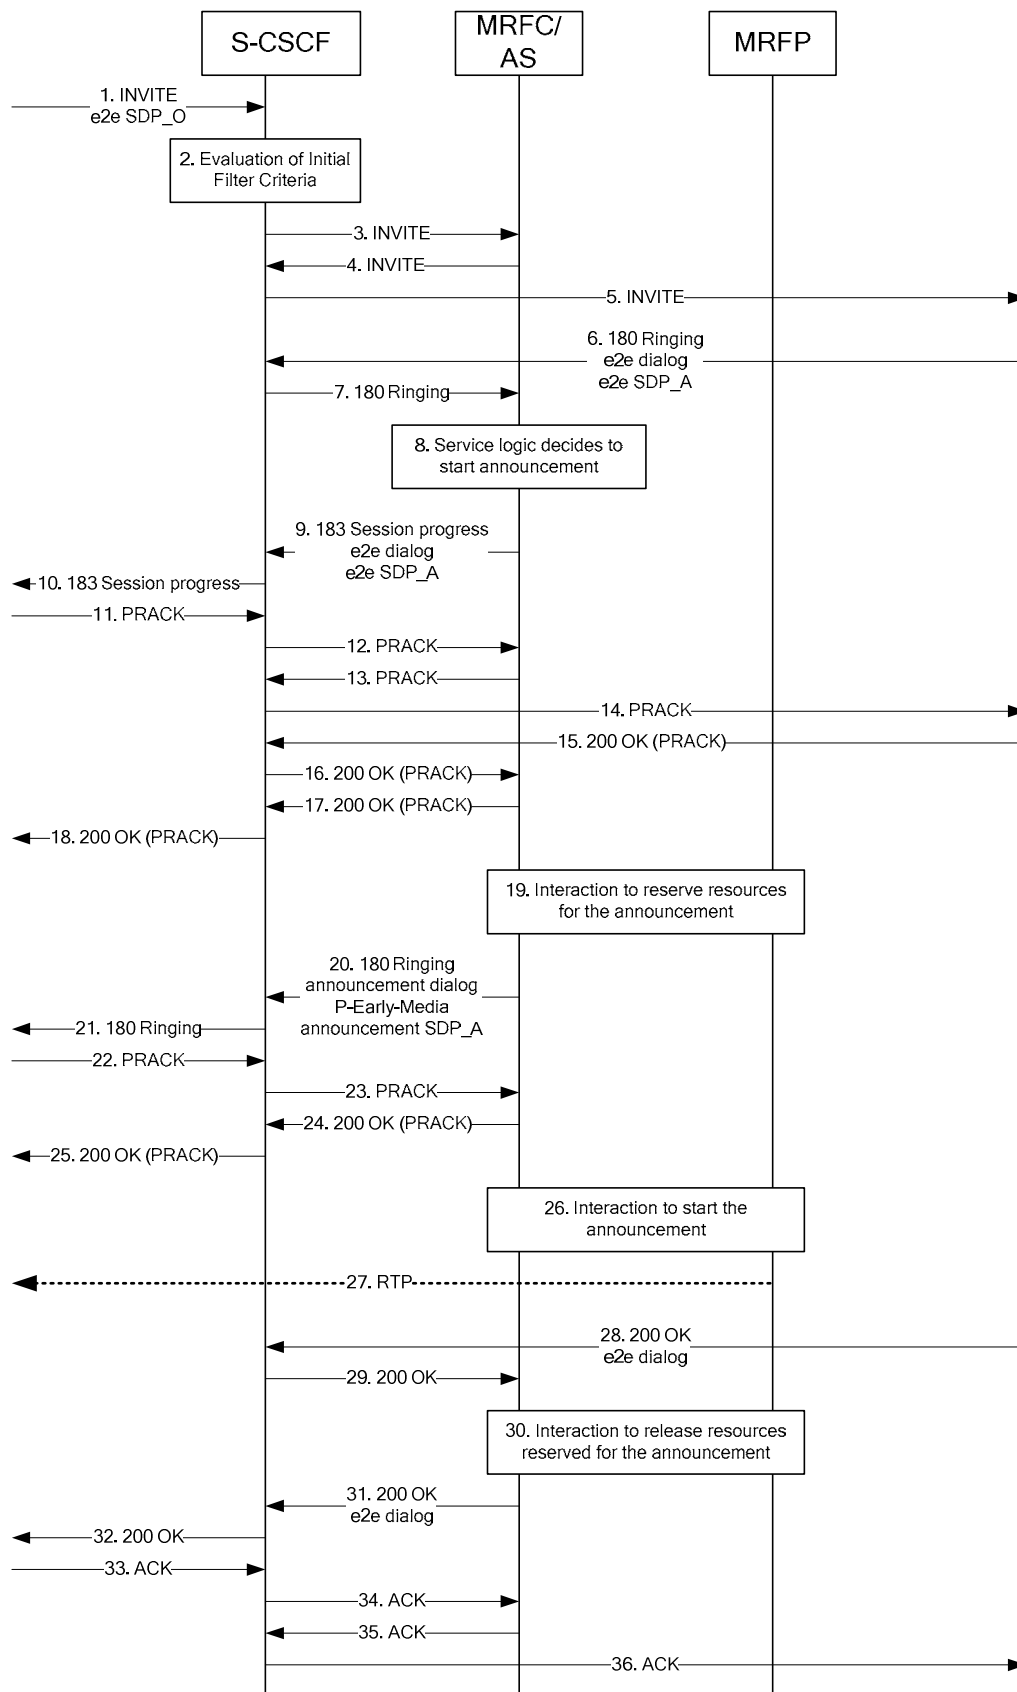 S-CSCF
MRFC/
AS
MRFP
1. INVITE
e2e SDP_O
2. Evaluation of Initial
Filter Criteria
3. INVITE
4. INVITE
5. INVITE
6. 180 Ringing
e2e dialog
e2e SDP_A
7. 180 Ringing
8. Service logic decides to
start announcement
9. 183 Session progress
e2e dialog
e2e SDP_A
10. 183 Session progress
11. PRACK
12. PRACK
13. PRACK
14. PRACK
15. 200 OK (PRACK)
16. 200 OK (PRACK)
17. 200 OK (PRACK)
18. 200 OK (PRACK)
19. Interaction to reserve resources
for the announcement
20. 180 Ringing
announcement dialog
P-Early-Media
announcement SDP_A
21. 180 Ringing
22. PRACK
23. PRACK
24. 200 OK (PRACK)
25. 200 OK (PRACK)
26. Interaction to start the
announcement
27. RTP
28. 200 OK
e2e dialog
29. 200 OK
30. Interaction to release resources
reserved for the announcement
31. 200 OK
e2e dialog
32. 200 OK
33. ACK
34. ACK
35. ACK
36. ACK